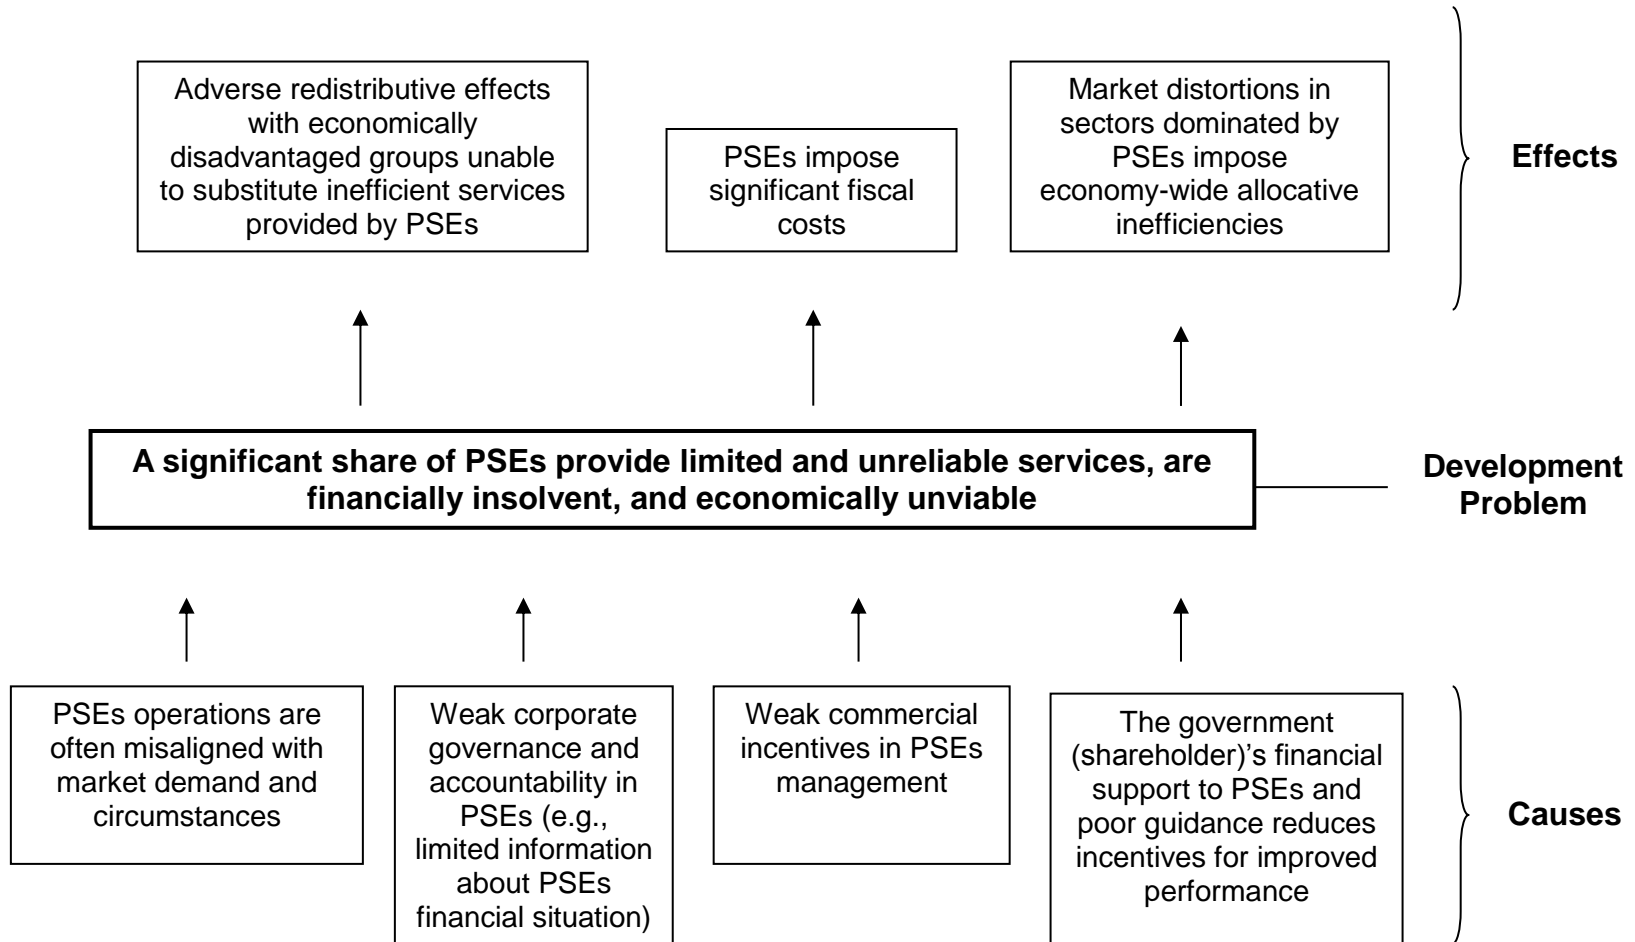 Adverse redistributive effects
with economically
disadvantaged groups unable
to substitute inefficient services
provided by PSEs
PSEs impose
significant fiscal
costs
Market distortions in
sectors dominated by
PSEs impose
economy-wide allocative
inefficiencies
Effects
A significant share of PSEs provide limited and unreliable services, are
financially insolvent, and economically unviable
Development
Problem
PSEs operations are
often misaligned with
market demand and
circumstances
Weak corporate
governance and
accountability in
PSEs (e.g.,
limited information
about PSEs
financial situation)
Weak commercial
incentives in PSEs
management
The government
(shareholder)’s financial
support to PSEs and
poor guidance reduces
incentives for improved
performance
Causes